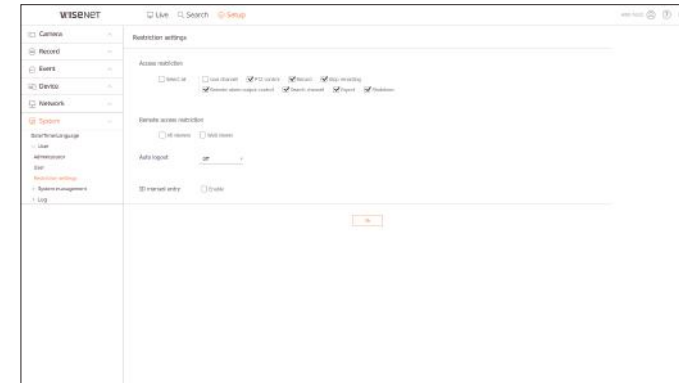 WISENET
Live Search Setup
Camera
Record
Event
Device
Network
System
Date/Time/Language
User
Administrator
User
Restriction settings
System management
Log
Restriction settings
Access restriction
Select all
Live channel PTZ control Record Stop recording
Remote alarm output control Search channel Export Shutdown
Remote access restriction
All viewers Web viewer
Auto logout
Off
ID manual entry
Enable